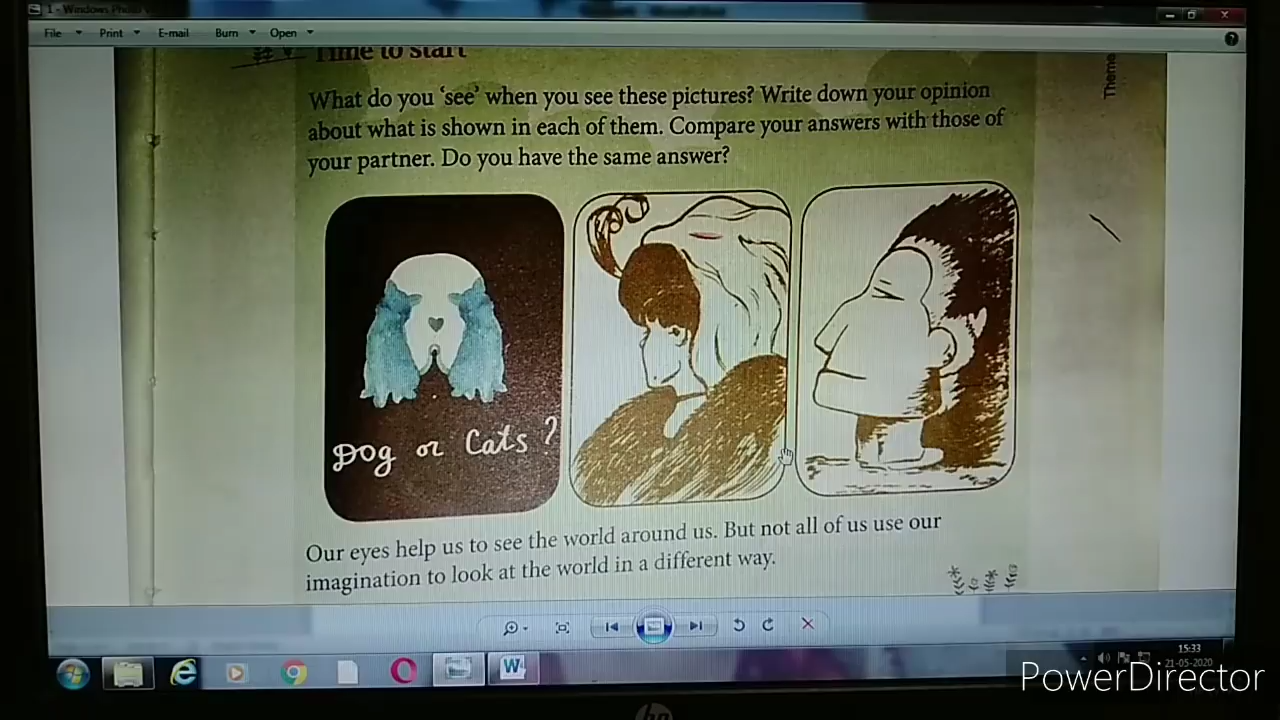 1 - Windows Photo
File Print E-mail Burn Open
Time to start
What do you 'see' when you see these pictures? Write down your opinion
about what is shown in each of them. Compare your answers with those of
your partner. Do you have the same answer?
Theme
Dog or Cats ?
Our eyes help us to see the world around us. But not all of us use our
imagination to look at the world in a different way.
15:33
21-05-2020
PowerDirector
hp